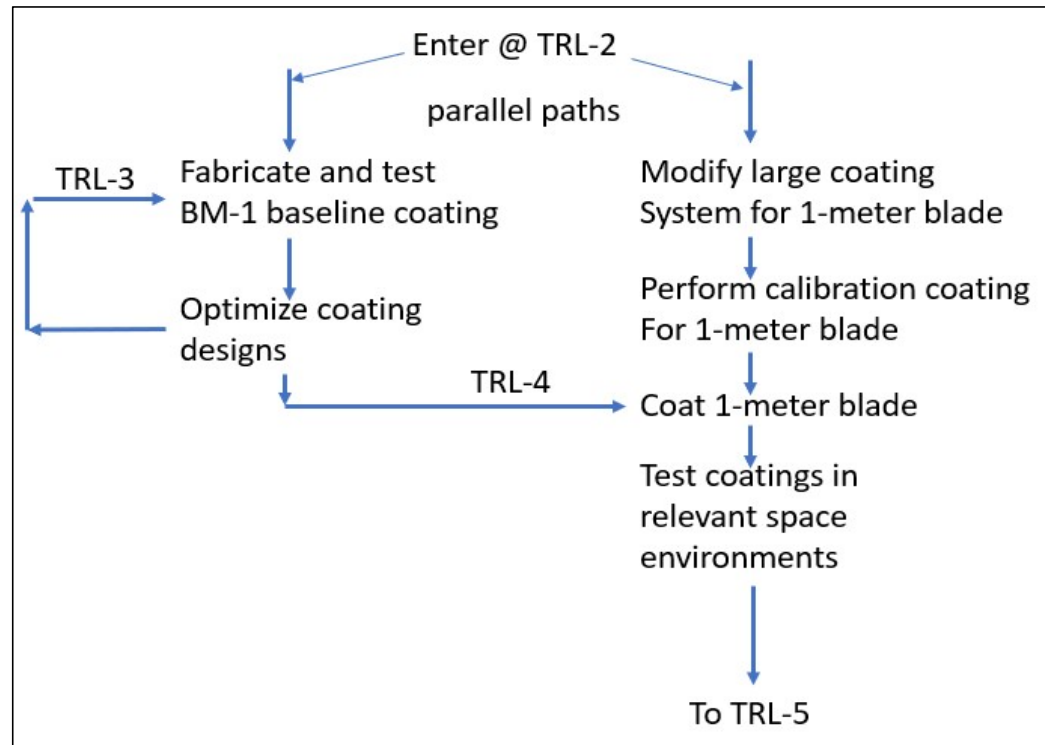 Enter @ TRL-2
parallel paths
TRL-3
Fabricate and test
BM-1 baseline coating
Optimize coating
designs
TRL-4
Modify large coating
System for 1-meter blade
Perform calibration coating
For 1-meter blade
Coat 1-meter blade
Test coatings in
relevant space
environments
To TRL-5